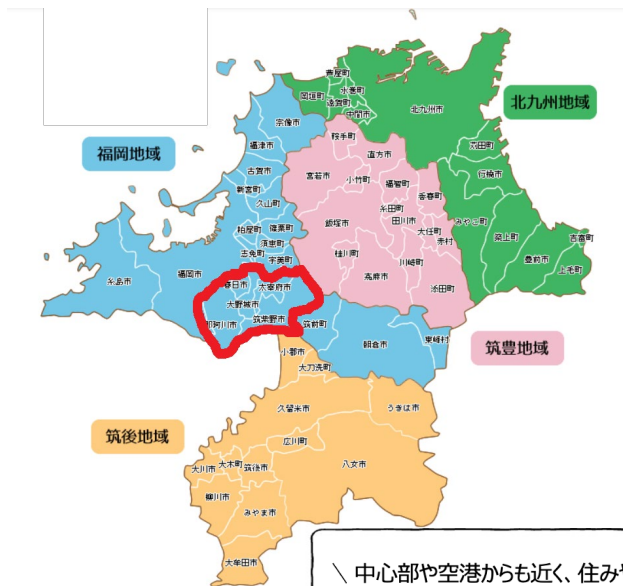 北九州地域
福岡地域
筑豊地域
筑後地域
芦屋町
水巻町
岡垣町
遠賀町
中間市
北九州市
苅田町
行橋市
みやこ町
築上町
豊前市
吉富町
上毛町
宗像市
福津市
古賀市
新宮町
久山町
粕屋町
篠栗町
須恵町
志免町
宇美町
糸島市
福岡市
春日市
太宰府市
大野城市
那珂川市
筑紫野市
筑前町
朝倉市
東峰村
鞍手町
直方市
宮若市
小竹町
福智町
香春町
糸田町
田川市
大任町
赤村
飯塚市
桂川町
嘉麻市
川崎町
添田町
小郡市
大刀洗町
久留米市
うきは市
広川町
大川市
大木町
筑後市
八女市
柳川市
みやま市
大牟田市
\ 中心部や空港からも近く、住みや